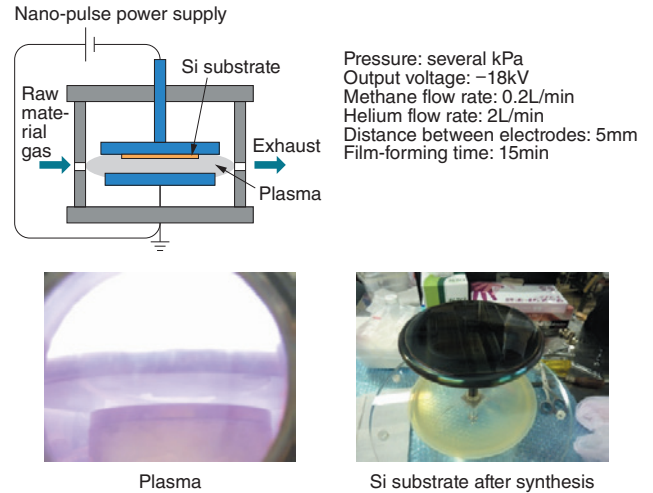 Nano-pulse power supply
Si substrate
Raw
mate-
rial
gas
Exhaust
Plasma
Pressure: several kPa
Output voltage: −18kV
Methane flow rate: 0.2L/min
Helium flow rate: 2L/min
Distance between electrodes: 5mm
Film-forming time: 15min
Plasma
Si substrate after synthesis